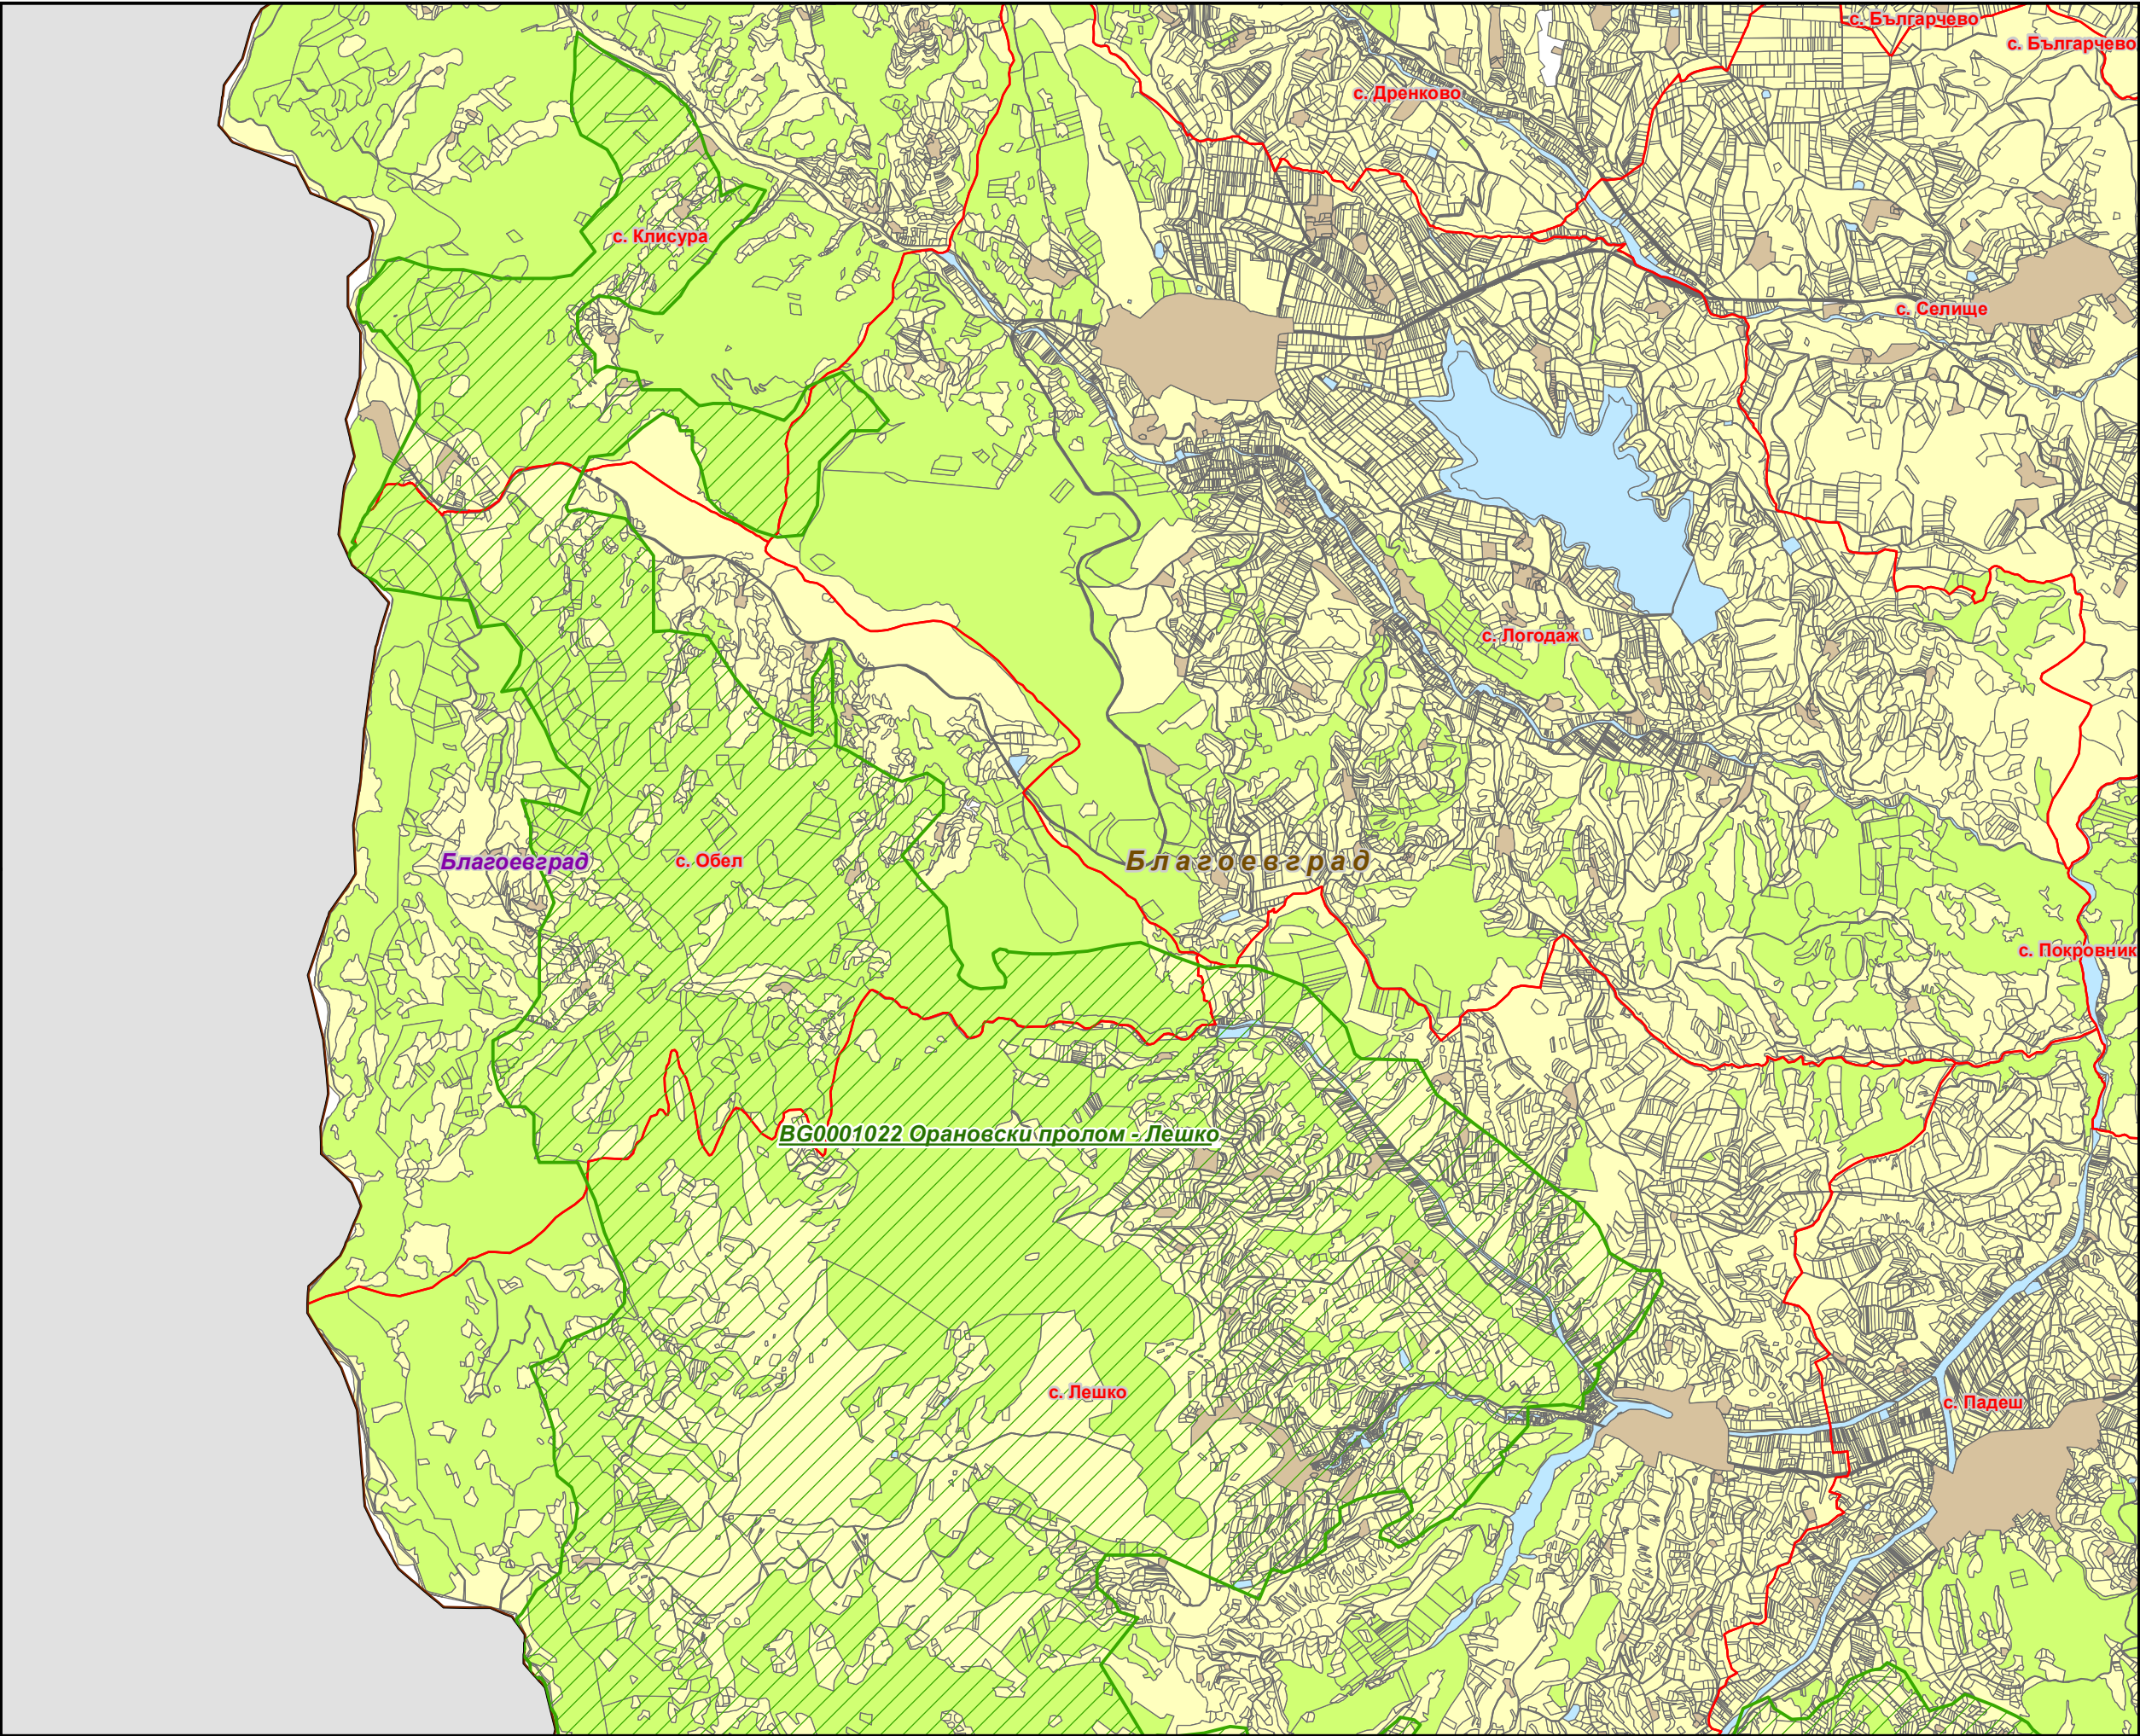 с. Българчево
с. Българчево
с. Дренково
с. Клисура
с. Селище
с. Логодаж
Благоевград
с. Обел
Благоевград
с. Покровник
BG0001022 Орановски пролом - Лешко
с. Лешко
с. Падеш